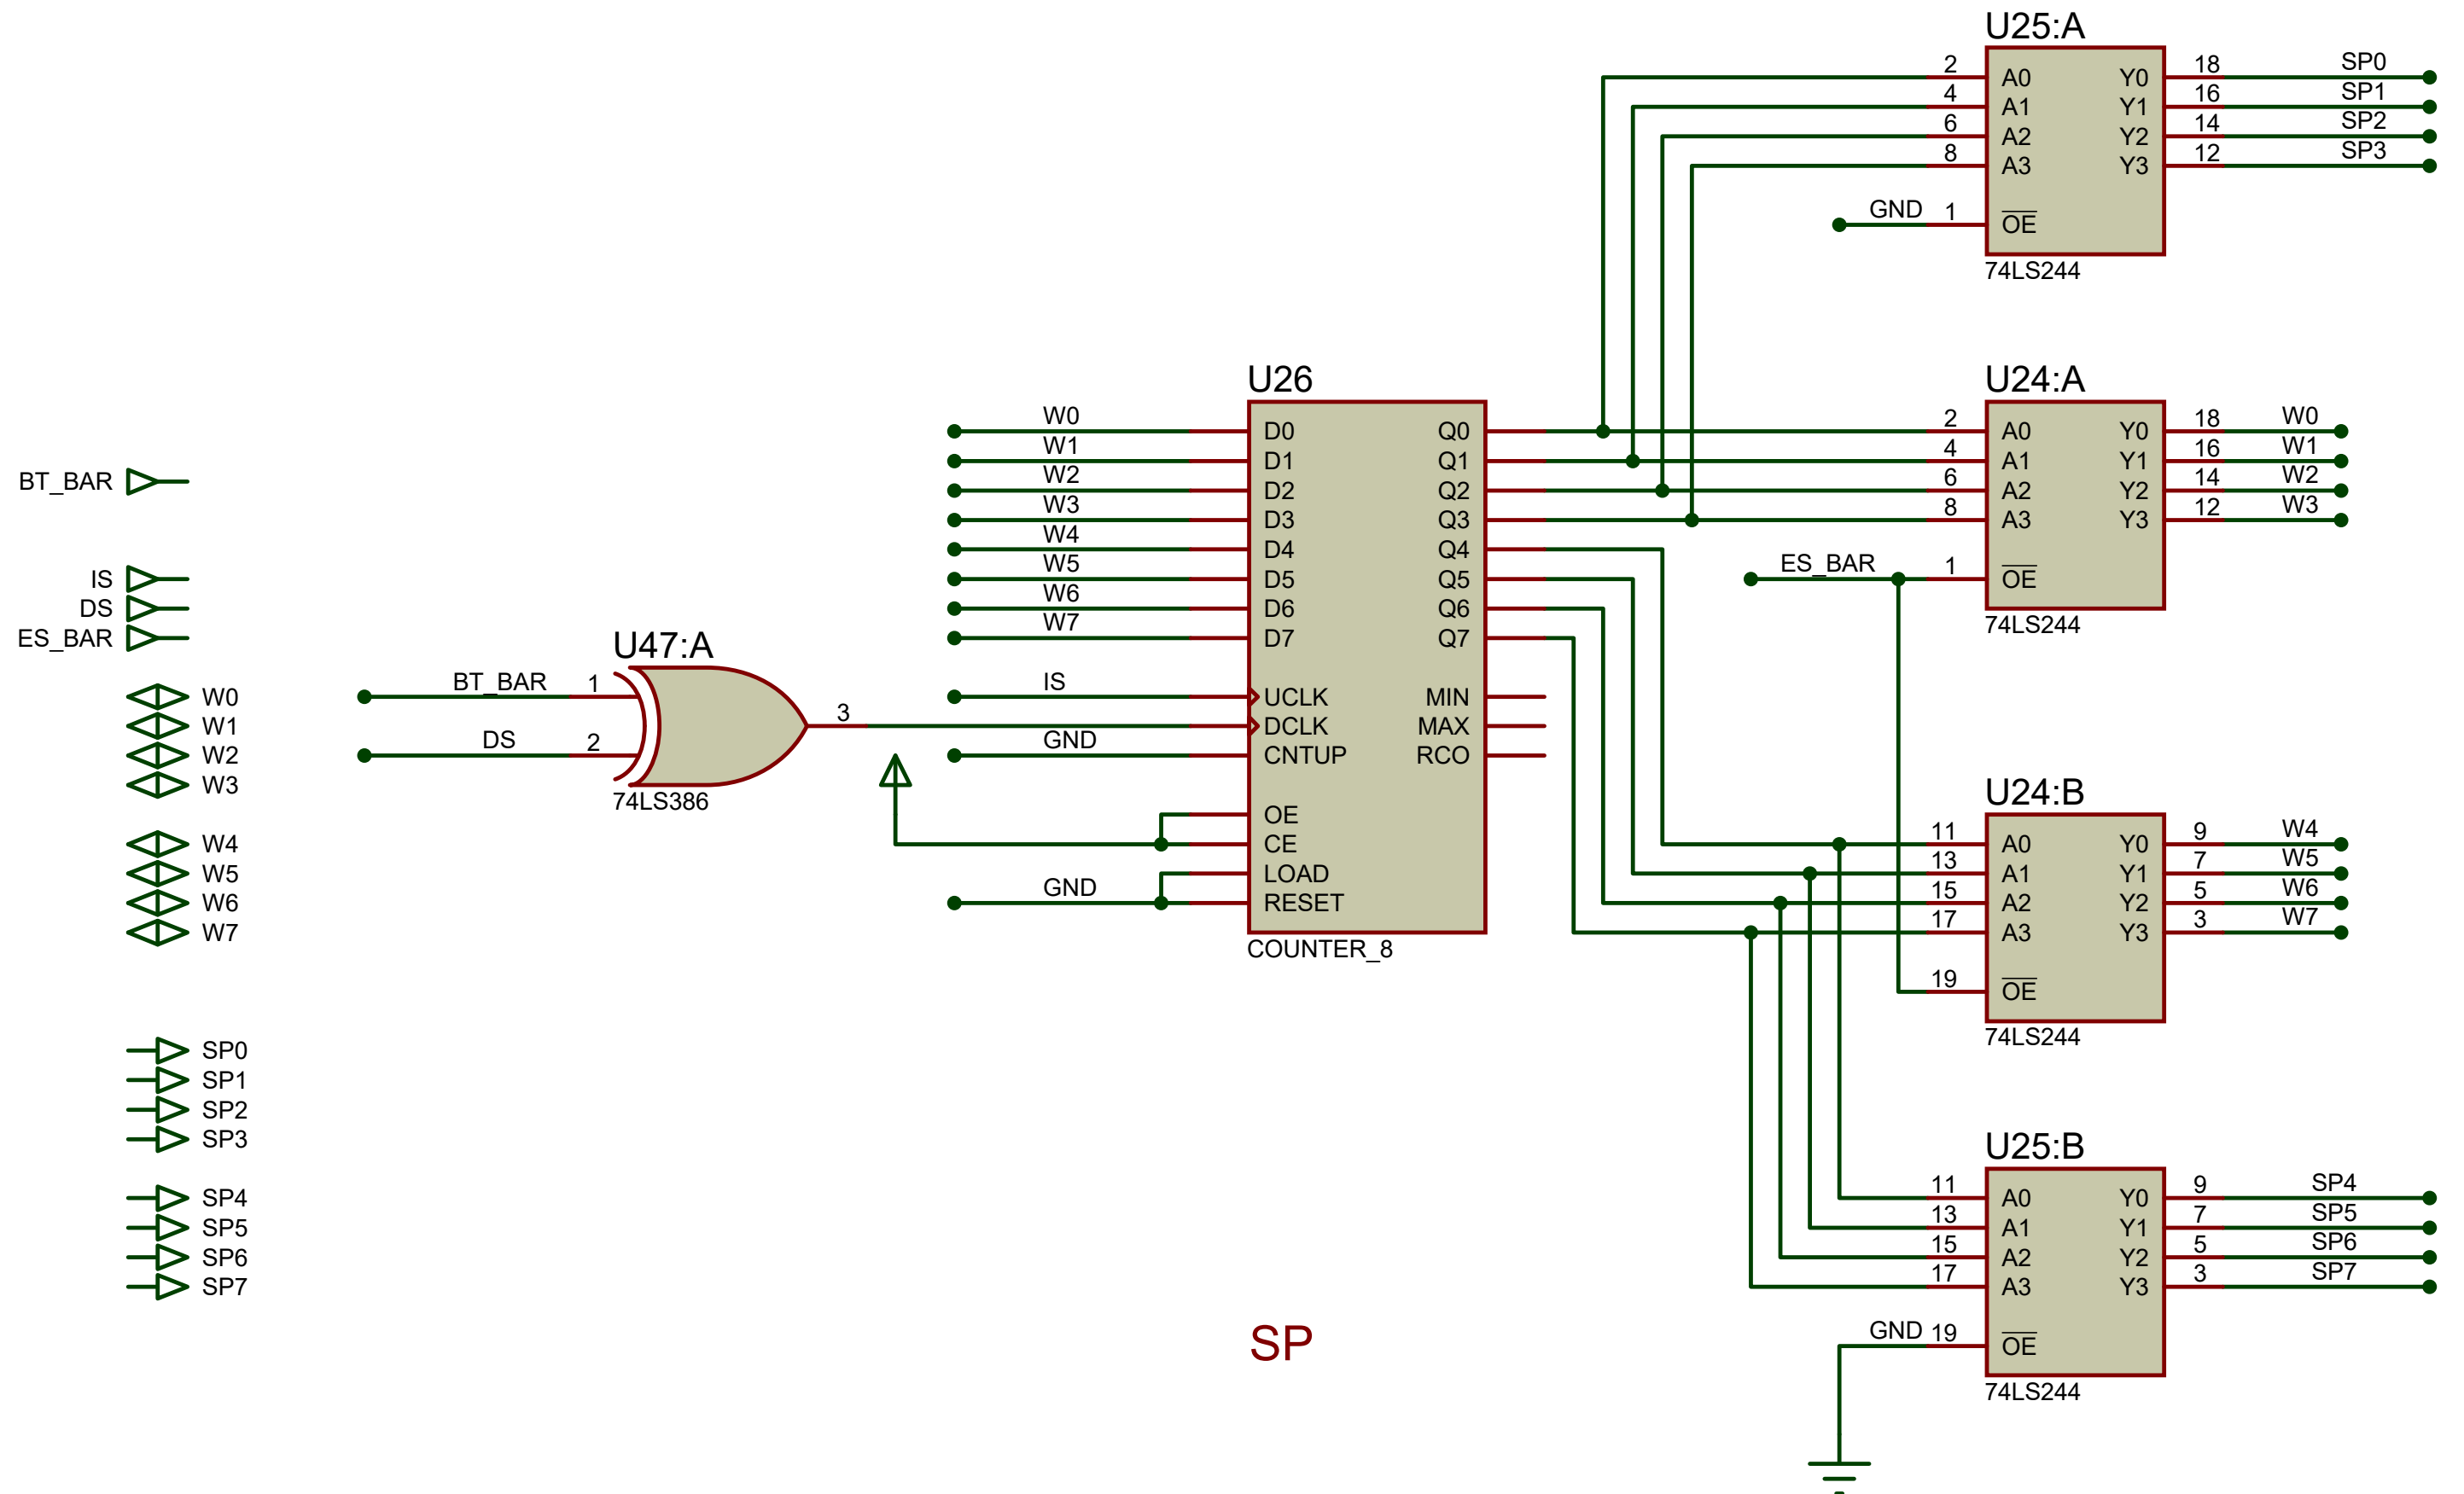 BT_BAR
IS
DS
ES_BAR
W0
W1
W2
W3
W4
W5
W6
W7
SP0
SP1
SP2
SP3
SP4
SP5
SP6
SP7
U47:A
BT_BAR 1
DS 2
3
74LS386
U26
W0 D0 Q0
W1 D1 Q1
W2 D2 Q2
W3 D3 Q3
W4 D4 Q4
W5 D5 Q5
W6 D6 Q6
W7 D7 Q7
IS UCLK MIN
DCLK MAX
GND CNTUP RCO
OE
CE
LOAD
GND RESET
COUNTER_8
U25:A
2 A0 Y0 18 SP0
4 A1 Y1 16 SP1
6 A2 Y2 14 SP2
8 A3 Y3 12 SP3
GND 1 OE
74LS244
U24:A
2 A0 Y0 18 W0
4 A1 Y1 16 W1
6 A2 Y2 14 W2
8 A3 Y3 12 W3
ES_BAR 1 OE
74LS244
U24:B
11 A0 Y0 9 W4
13 A1 Y1 7 W5
15 A2 Y2 5 W6
17 A3 Y3 3 W7
19 OE
74LS244
U25:B
11 A0 Y0 9 SP4
13 A1 Y1 7 SP5
15 A2 Y2 5 SP6
17 A3 Y3 3 SP7
GND 19 OE
74LS244
SP